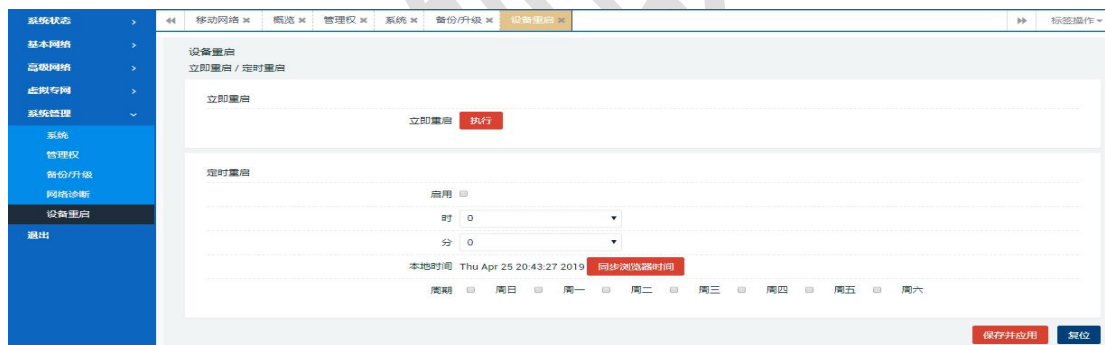 系统状态
基本网络
高级网络
虚拟专网
系统管理
系统
管理权
备份/升级
网络诊断
设备重启
退出
移动网络 × 概览 × 管理权 × 系统 × 备份/升级 × 设备重启 × 标签操作
设备重启
立即重启 / 定时重启
立即重启
立即重启 执行
定时重启
启用
时 0
分 0
本地时间 Thu Apr 25 20:43:27 2019 同步浏览器时间
周期 周日 周一 周二 周三 周四 周五 周六
保存并应用 复位